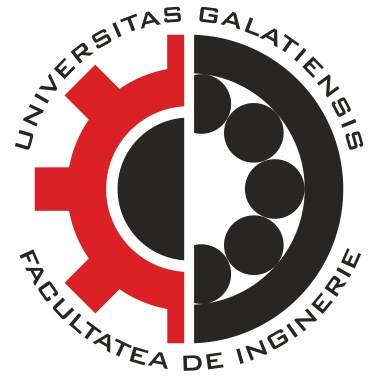 UNIVERSITAS GALATIENSIS
FACULTATEA DE INGINERIE